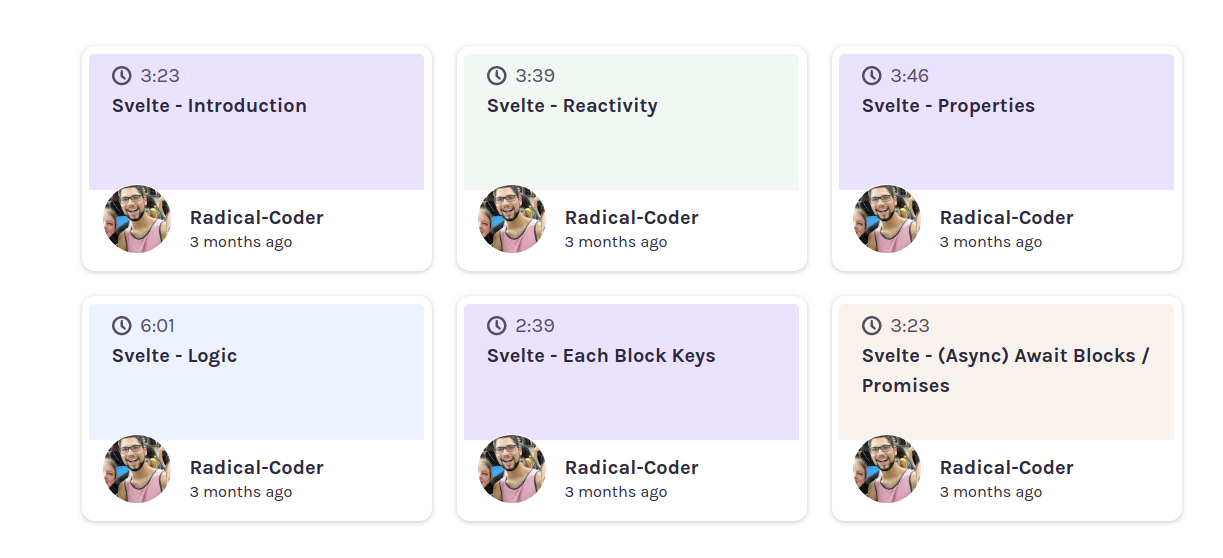 3:23
Svelte - Introduction
Radical-Coder
3 months ago
3:39
Svelte - Reactivity
Radical-Coder
3 months ago
3:46
Svelte - Properties
Radical-Coder
3 months ago
6:01
Svelte - Logic
Radical-Coder
3 months ago
2:39
Svelte - Each Block Keys
Radical-Coder
3 months ago
3:23
Svelte - (Async) Await Blocks /
Promises
Radical-Coder
3 months ago